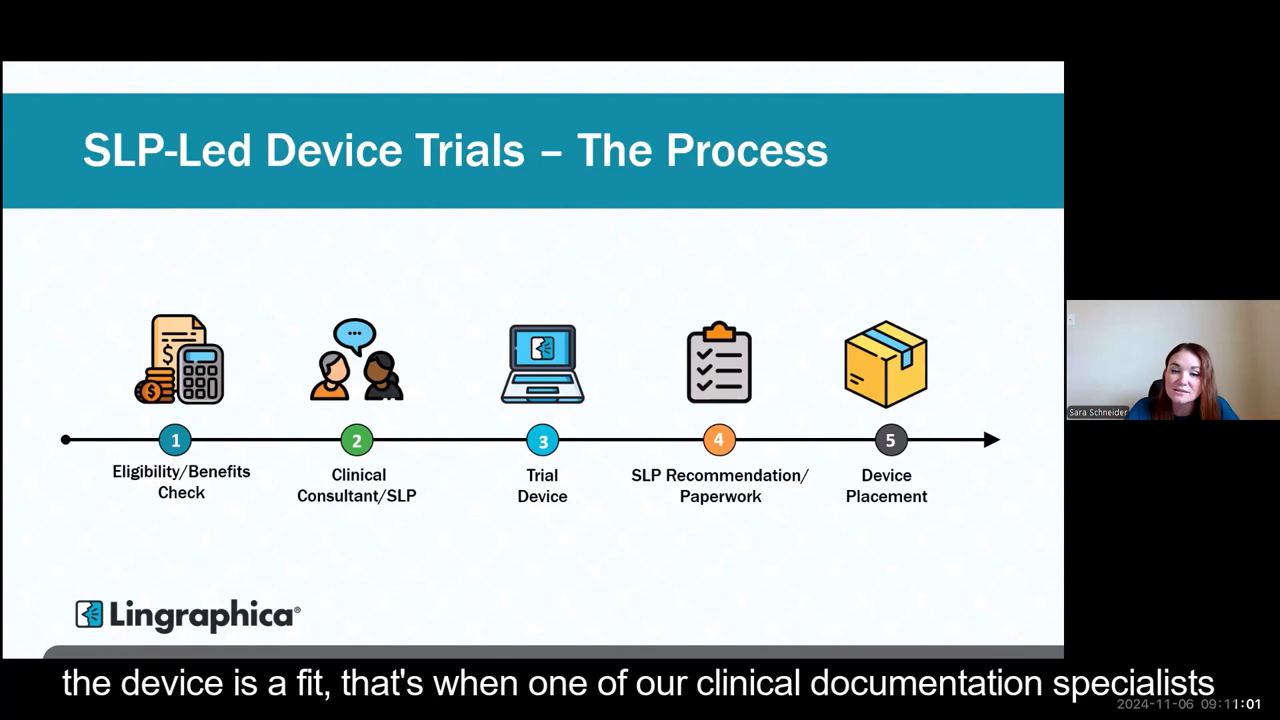 SLP-Led Device Trials – The Process
$
$
1
2
3
4
5
Eligibility/Benefits
Check
Clinical
Consultant/SLP
Trial
Device
SLP Recommendation/
Paperwork
Device
Placement
Lingraphica®
Sara Schneider
the device is a fit, that's when one of our clinical documentation specialists
2024-11-06 09:11:01